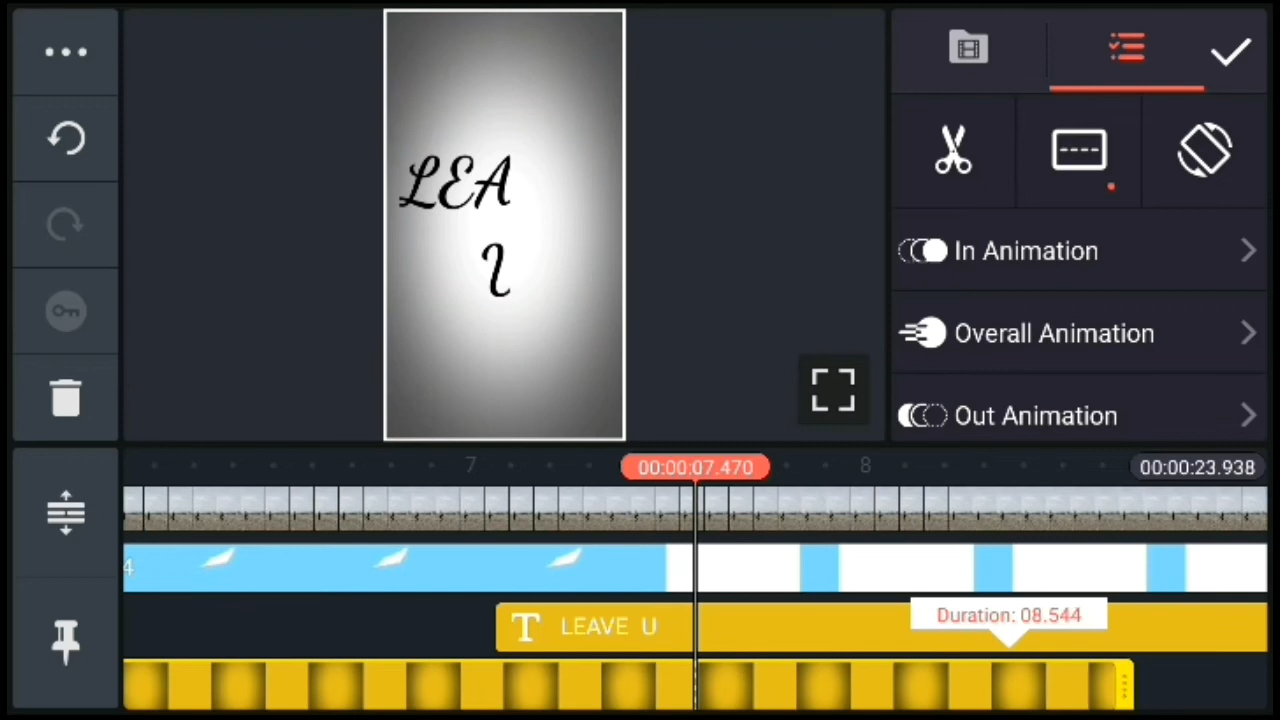 LEA
U
In Animation
Overall Animation
Out Animation
7
00:00:07.470
8
00:00:23.938
4
Duration: 08.544
T LEAVE U